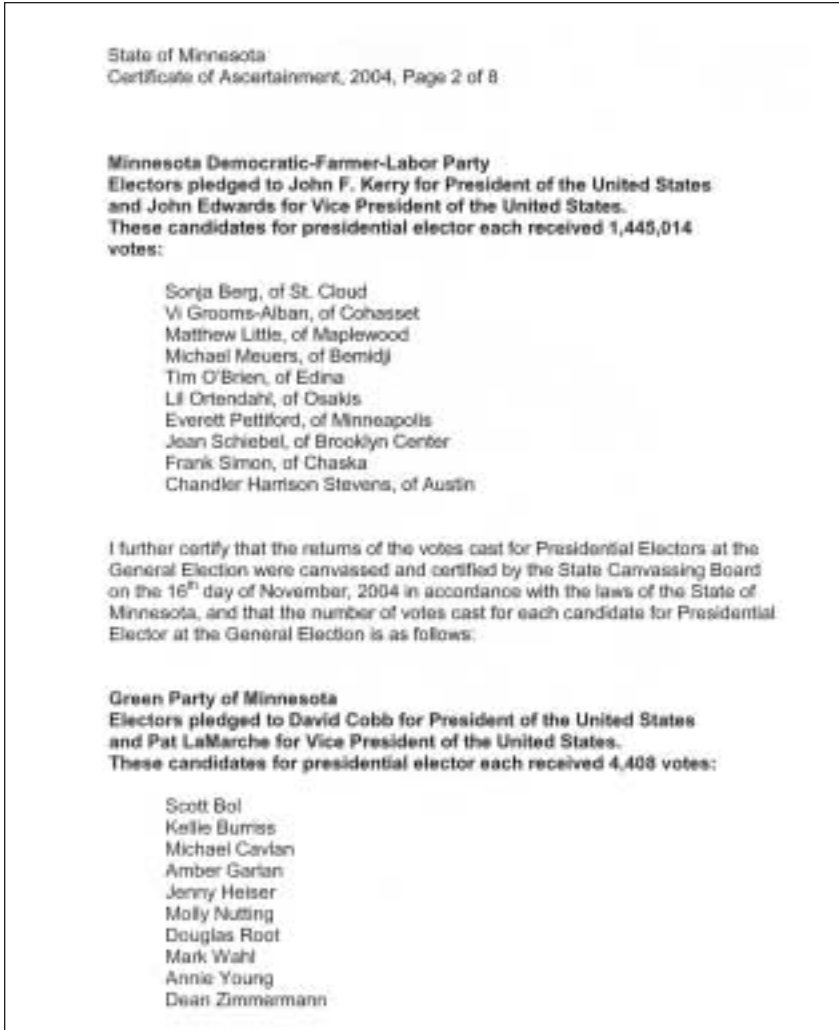 State of Minnesota
Certificate of Ascertainment, 2004, Page 2 of 8
Minnesota Democratic-Farmer-Labor Party
Electors pledged to John F. Kerry for President of the United States
and John Edwards for Vice President of the United States.
These candidates for presidential elector each received 1,445,014
votes:
Sonja Berg, of St. Cloud
Vi Grooms-Alban, of Cohasset
Matthew Little, of Maplewood
Michael Meuers, of Bemidji
Tim O'Brien, of Edina
Lil Ortendahl, of Osakis
Everett Pettiford, of Minneapolis
Jean Schiebel, of Brooklyn Center
Frank Simon, of Chaska
Chandler Harrison Stevens, of Austin
I further certify that the returns of the votes cast for Presidential Electors at the
General Election were canvassed and certified by the State Canvassing Board
on the 16th day of November, 2004 in accordance with the laws of the State of
Minnesota, and that the number of votes cast for each candidate for Presidential
Elector at the General Election is as follows:
Green Party of Minnesota
Electors pledged to David Cobb for President of the United States
and Pat LaMarche for Vice President of the United States.
These candidates for presidential elector each received 4,408 votes:
Scott Bol
Kellie Burriss
Michael Cavlan
Amber Garlan
Jenny Heiser
Molly Nutting
Douglas Root
Mark Wahl
Annie Young
Dean Zimmermann